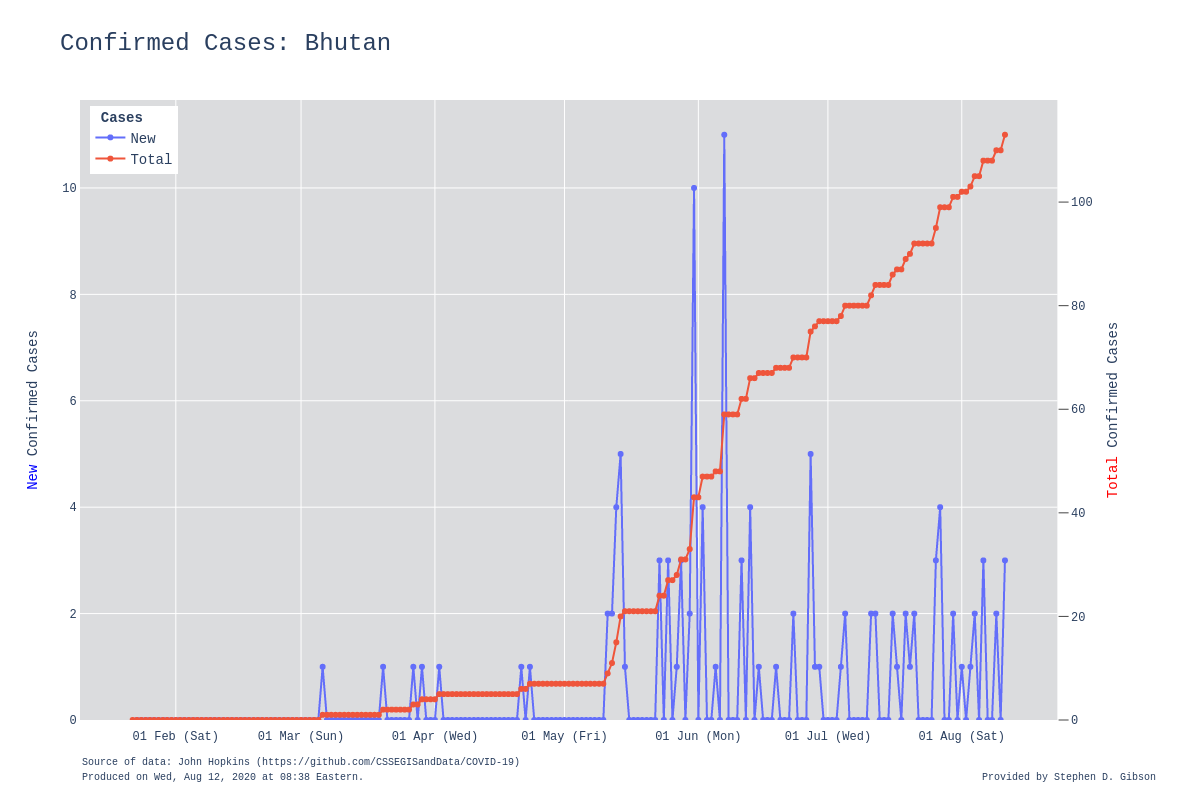 Confirmed Cases: Bhutan
Cases
New
Total
10
8
6
4
2
0
100
80
60
40
20
0
New Confirmed Cases
Total Confirmed Cases
01 Feb (Sat) 01 Mar (Sun) 01 Apr (Wed) 01 May (Fri) 01 Jun (Mon) 01 Jul (Wed) 01 Aug (Sat)
Source of data: John Hopkins (https://github.com/CSSEGISandData/COVID-19)
Produced on Wed, Aug 12, 2020 at 08:38 Eastern.
Provided by Stephen D. Gibson